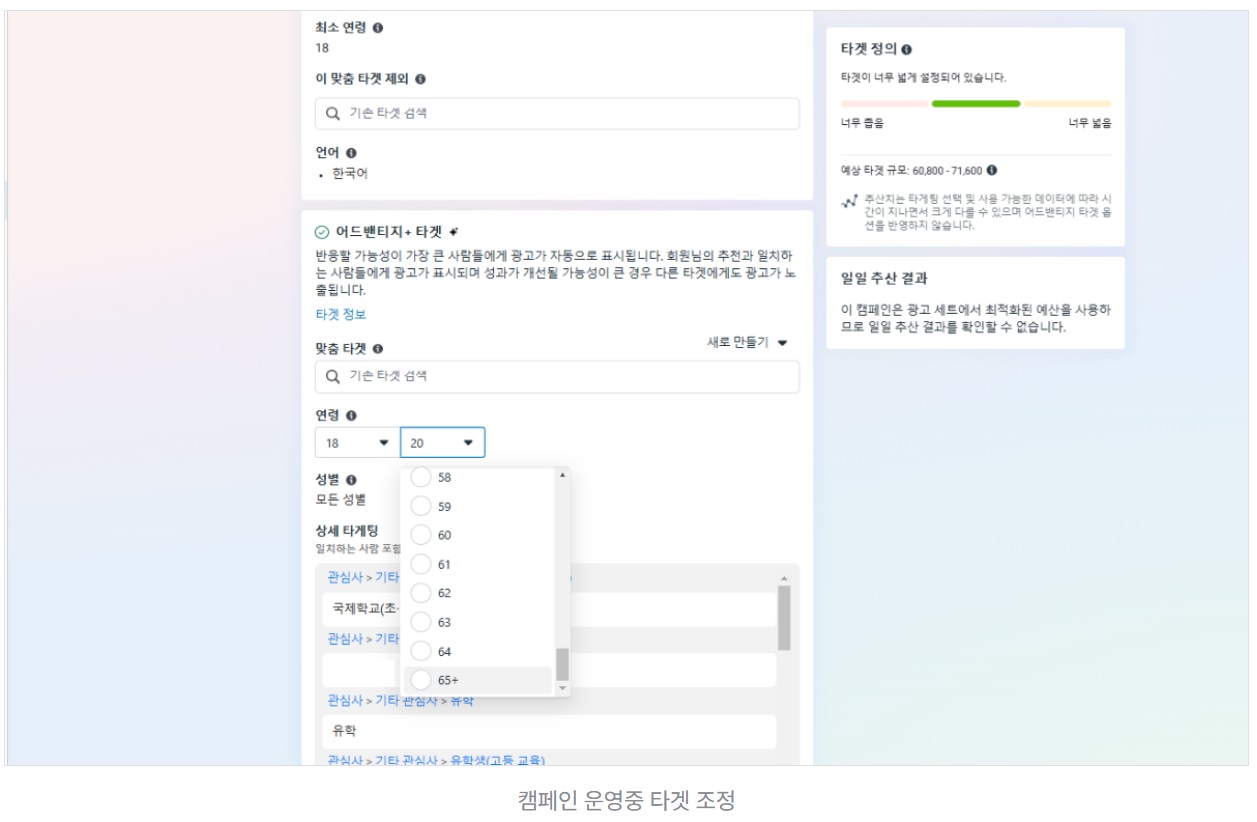 최소 연령
18
이 맞춤 타겟 제외
기존 타겟 검색
언어
• 한국어
어드밴티지+ 타겟
반응할 가능성이 가장 큰 사람들에게 광고가 자동으로 표시됩니다. 회원님의 추천과 일치하
는 사람들에게 광고가 표시되며 성과가 개선될 가능성이 큰 경우 다른 타겟에게도 광고가 노
출됩니다.
타겟 정보
맞춤 타겟
새로 만들기
기존 타겟 검색
연령
18
20
58
59
60
61
62
63
64
65+
성별
모든 성별
상세 타게팅
일치하는 사람 포함
관심사 > 기타
국제학교(초·
관심사 > 기타
관심사 > 기타 관심사 > 유학
유학
관심사 > 기타 관심사 > 유학생(고등 교육)
타겟 정의
타겟이 너무 넓게 설정되어 있습니다.
너무 좁음
너무 넓음
예상 타겟 규모: 60,800 - 71,600
추산치는 타게팅 선택 및 사용 가능한 데이터에 따라 시
간이 지나면서 크게 다를 수 있으며 어드밴티지 타겟 옵
션을 반영하지 않습니다.
일일 추산 결과
이 캠페인은 광고 세트에서 최적화된 예산을 사용하
므로 일일 추산 결과를 확인할 수 없습니다.
캠페인 운영중 타겟 조정